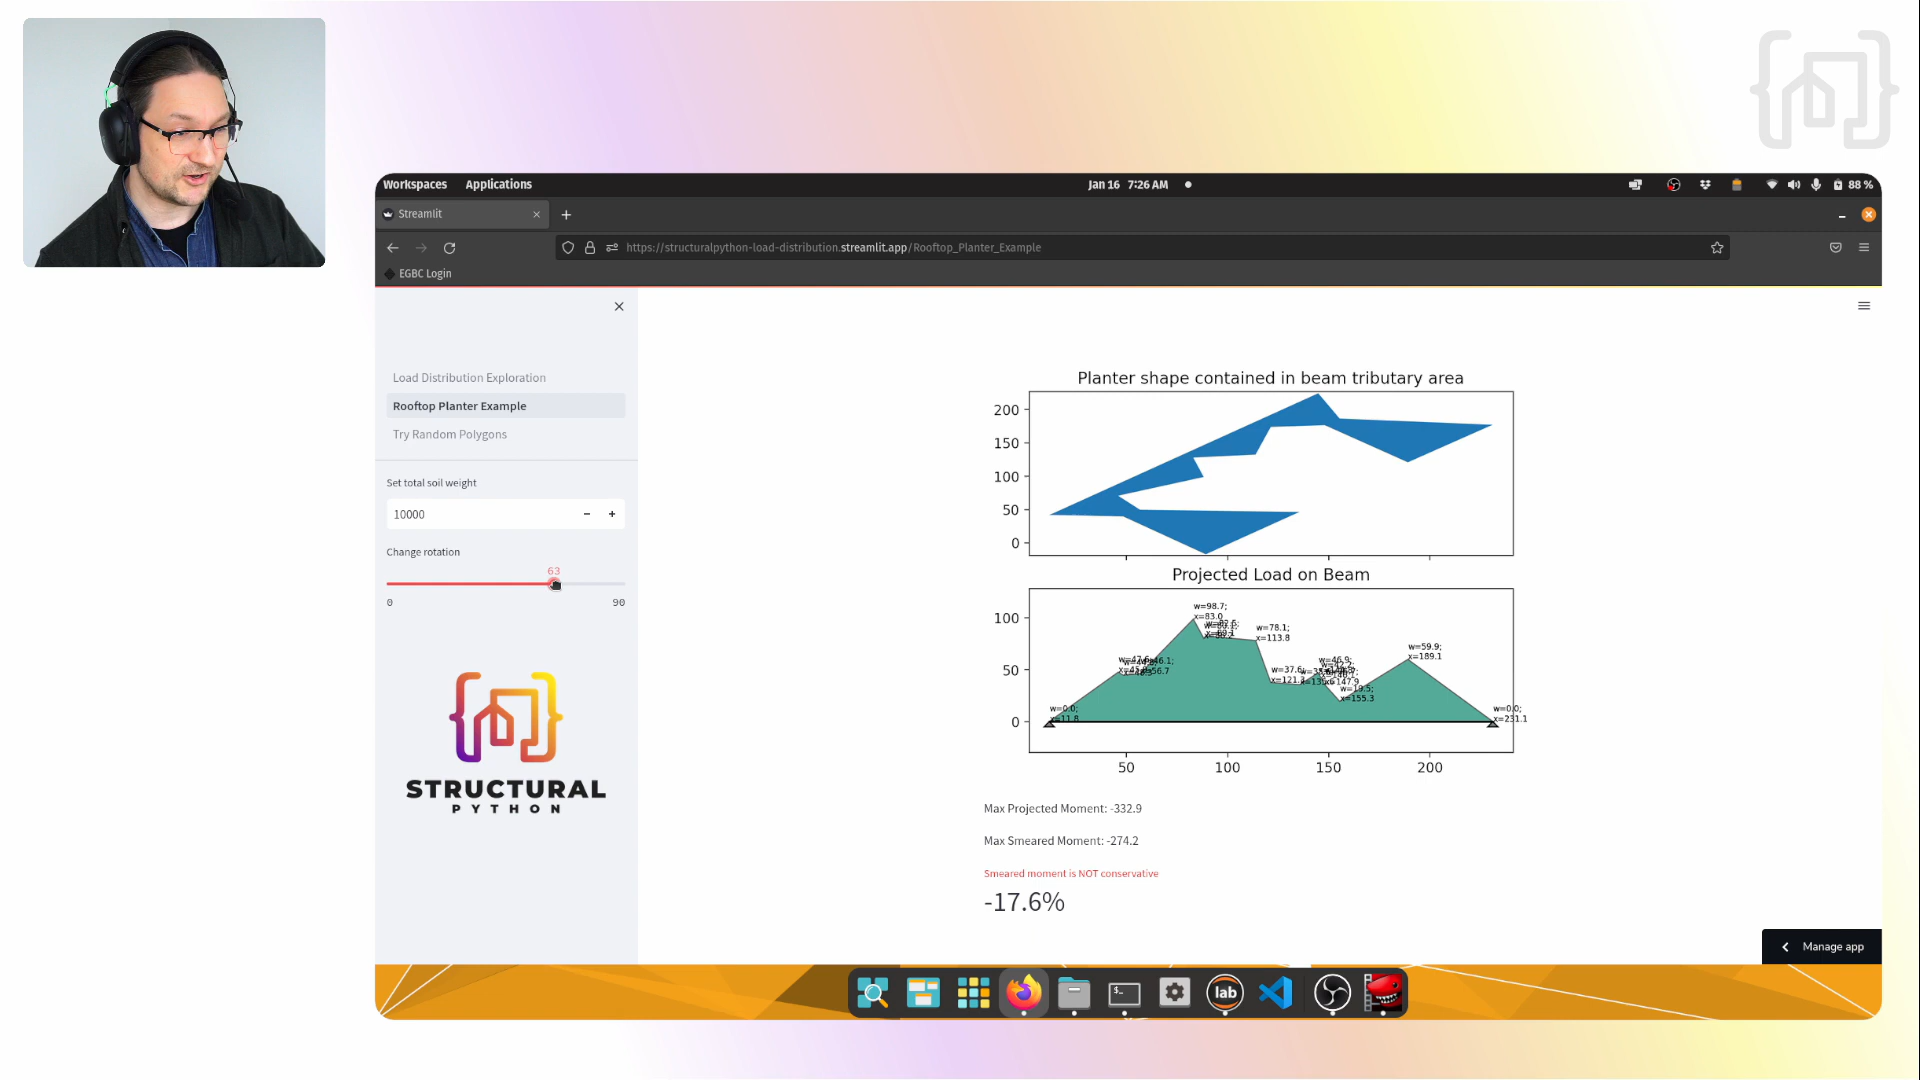 Workspaces Applications Jan 16 7:26 AM 88 %
Streamlit
https://structuralpython-load-distribution.streamlit.app/Rooftop_Planter_Example
EGBC Login
Load Distribution Exploration
Rooftop Planter Example
Try Random Polygons
Set total soil weight
10000
Change rotation
63
0 90
STRUCTURAL
PYTHON
Planter shape contained in beam tributary area
200
150
100
50
0
Projected Load on Beam
100
50
0
w=98.7;
x=83.0
w=78.1;
x=113.8
w=59.9;
x=189.1
x=155.3
w=0.0;
x=11.8
w=0.0;
x=231.1
50 100 150 200
Max Projected Moment: -332.9
Max Smeared Moment: -274.2
Smeared moment is NOT conservative
-17.6%
Manage app
lab